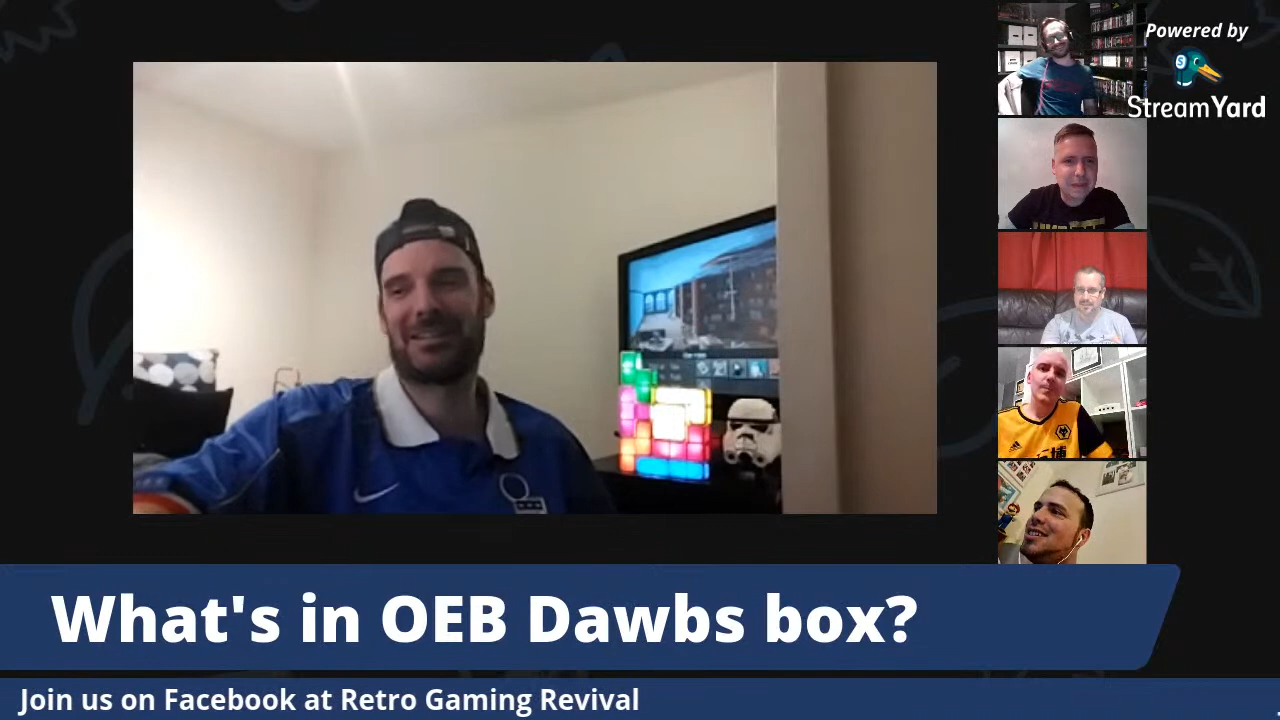 Powered by
StreamYard
What's in OEB Dawbs box?
Join us on Facebook at Retro Gaming Revival